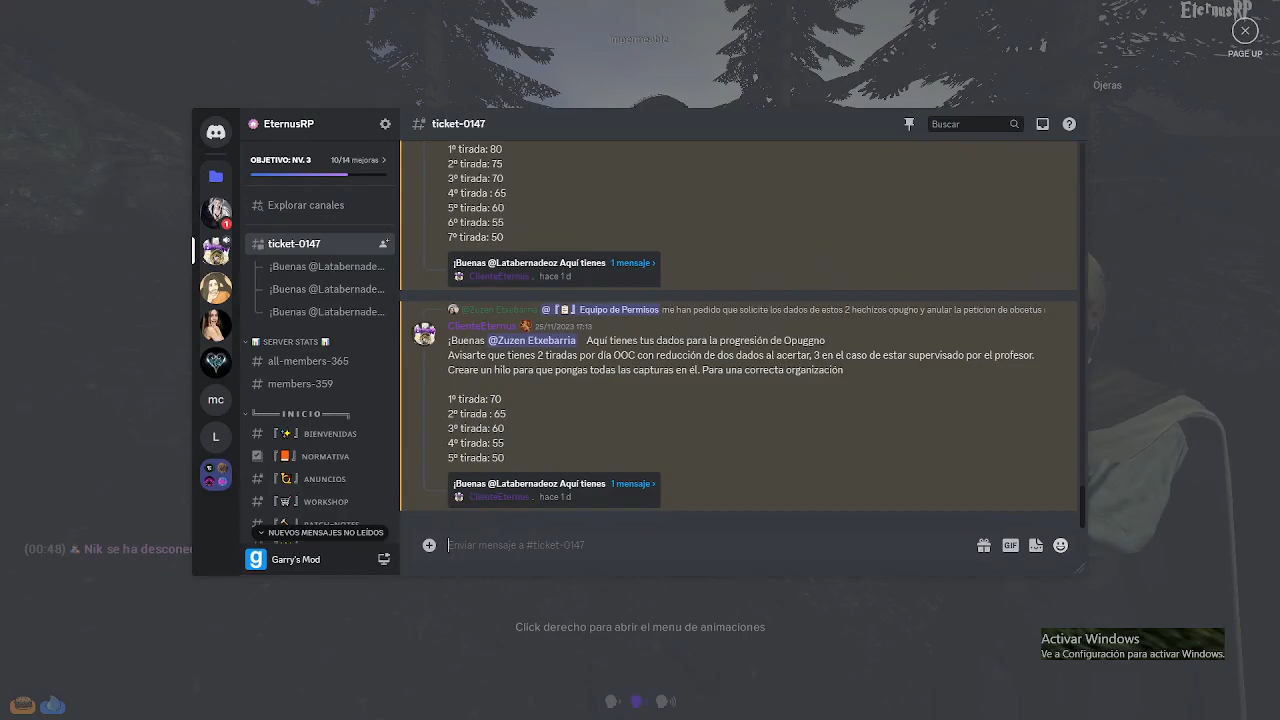 EternusRP
Impermeable
PAGE UP
Ojeras
EternusRP
ticket-0147
Buscar
OBJETIVO: NV. 3
10/14 mejoras
Explorar canales
ticket-0147
¡Buenas @Latabernade...
¡Buenas @Latabernade...
¡Buenas @Latabernade...
SERVER STATS
all-members-365
members-359
INICIO
BIENVENIDAS
NORMATIVA
ANUNCIOS
WORKSHOP
NUEVOS MENSAJES NO LEÍDOS
Garry's Mod
1
mc
L
1º tirada: 80
2º tirada: 75
3º tirada: 70
4º tirada : 65
5º tirada: 60
6º tirada: 55
7º tirada: 50
¡Buenas @Latabernadeoz Aquí tienes 1 mensaje ›
ClienteEternus . hace 1 d
@Zuzen Etxebarria @『📋』Equipo de Permisos me han pedido que solicite los datos de estos 2 hechizos opugno y anular la peticion de obcetus
ClienteEternus 25/11/2023 17:13
¡Buenas @Zuzen Etxebarria Aquí tienes tus dados para la progresión de Opuggno
Avisarte que tienes 2 tiradas por día OOC con reducción de dos dados al acertar, 3 en el caso de estar supervisado por el profesor.
Creare un hilo para que pongas todas las capturas en él. Para una correcta organización
1º tirada: 70
2º tirada: 65
3º tirada: 60
4º tirada: 55
5º tirada: 50
¡Buenas @Latabernadeoz Aquí tienes 1 mensaje ›
ClienteEternus . hace 1 d
Enviar mensaje a #ticket-0147
GIF
(00:48) Nik se ha desconec
Click derecho para abrir el menu de animaciones
Activar Windows
Ve a Configuración para activar Windows.